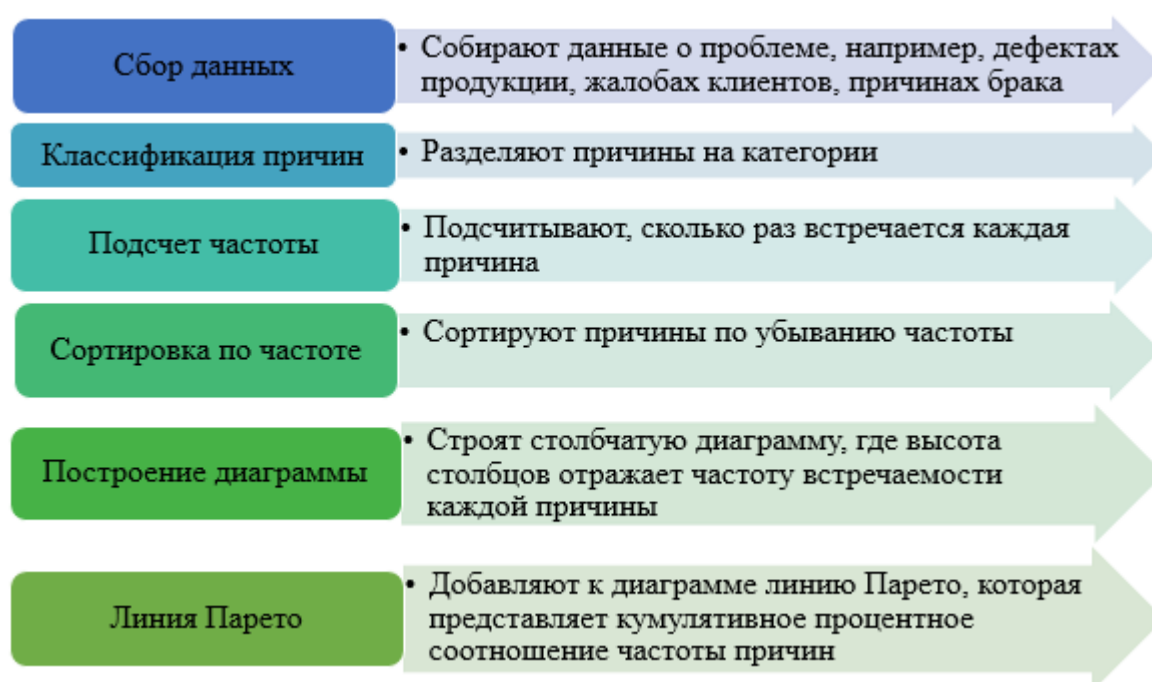 Сбор данных
• Собирают данные о проблеме, например, дефектах
продукции, жалобах клиентов, причинах брака
Классификация причин
• Разделяют причины на категории
Подсчет частоты
• Подсчитывают, сколько раз встречается каждая
причина
Сортировка по частоте
• Сортируют причины по убыванию частоты
Построение диаграммы
• Строят столбчатую диаграмму, где высота
столбцов отражает частоту встречаемости
каждой причины
Линия Парето
• Добавляют к диаграмме линию Парето, которая
представляет кумулятивное процентное
соотношение частоты причин